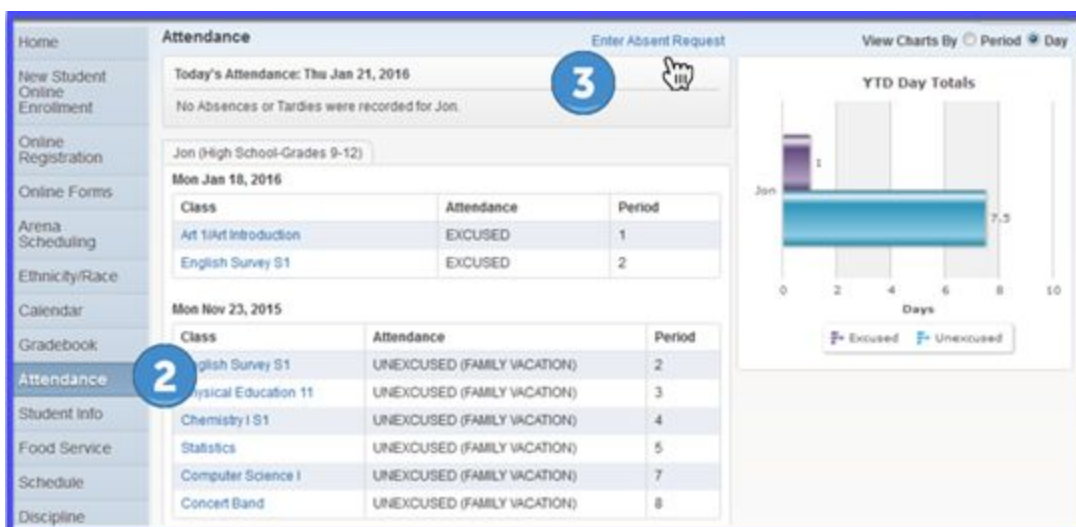 Home
New Student
Online
Enrollment
Online
Registration
Online Forms
Arena
Scheduling
Ethnicity/Race
Calendar
Gradebook
Attendance
Student Info
Food Service
Schedule
Discipline
2
Attendance
Enter Absent Request
3
Today's Attendance: Thu Jan 21, 2016
No Absences or Tardies were recorded for Jon.
Jon (High School-Grades 9-12)
Mon Jan 18, 2016
Class Attendance Period
Art 1/Art Introduction EXCUSED 1
English Survey S1 EXCUSED 2
Mon Nov 23, 2015
Class Attendance Period
glish Survey S1 UNEXCUSED (FAMILY VACATION) 2
ysical Education 11 UNEXCUSED (FAMILY VACATION) 3
Chemistry I S1 UNEXCUSED (FAMILY VACATION) 4
Statistics UNEXCUSED (FAMILY VACATION) 5
Computer Science I UNEXCUSED (FAMILY VACATION) 7
Concert Band UNEXCUSED (FAMILY VACATION) 8
View Charts By Period Day
YTD Day Totals
1
Jon
7.5
0 2 4 6 8 10
Days
Excused Unexcused